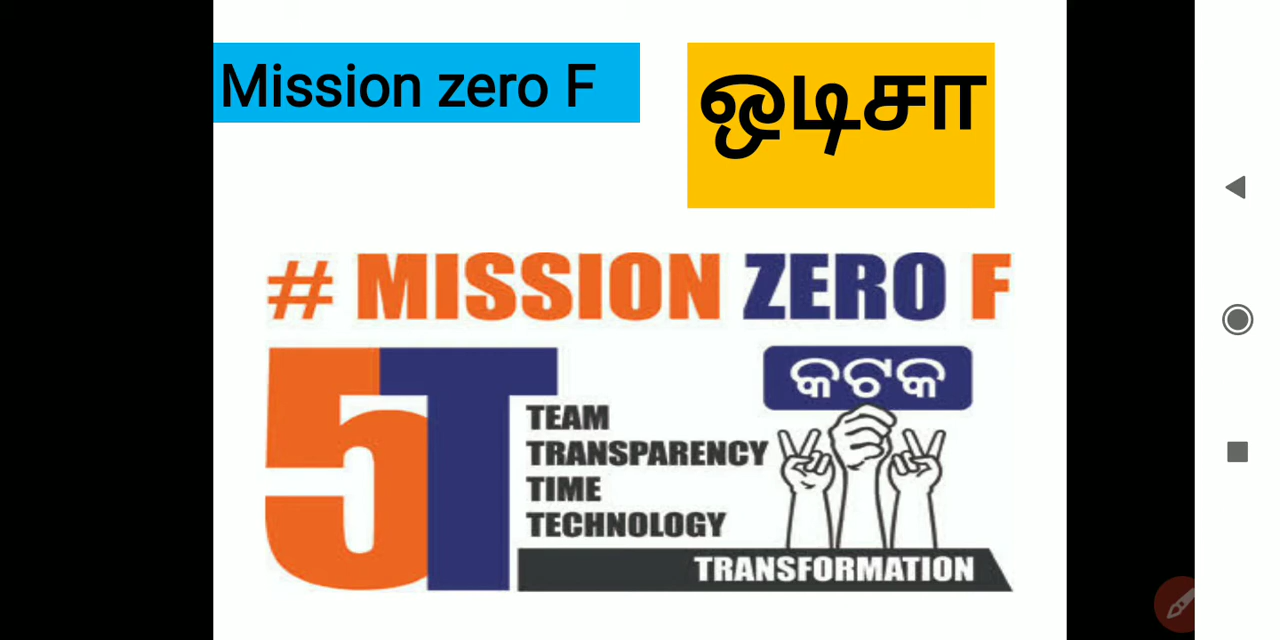 Mission zero F
ஒடிசா
# MISSION ZERO F
5T
କଟକ
TEAM
TRANSPARENCY
TIME
TECHNOLOGY
TRANSFORMATION